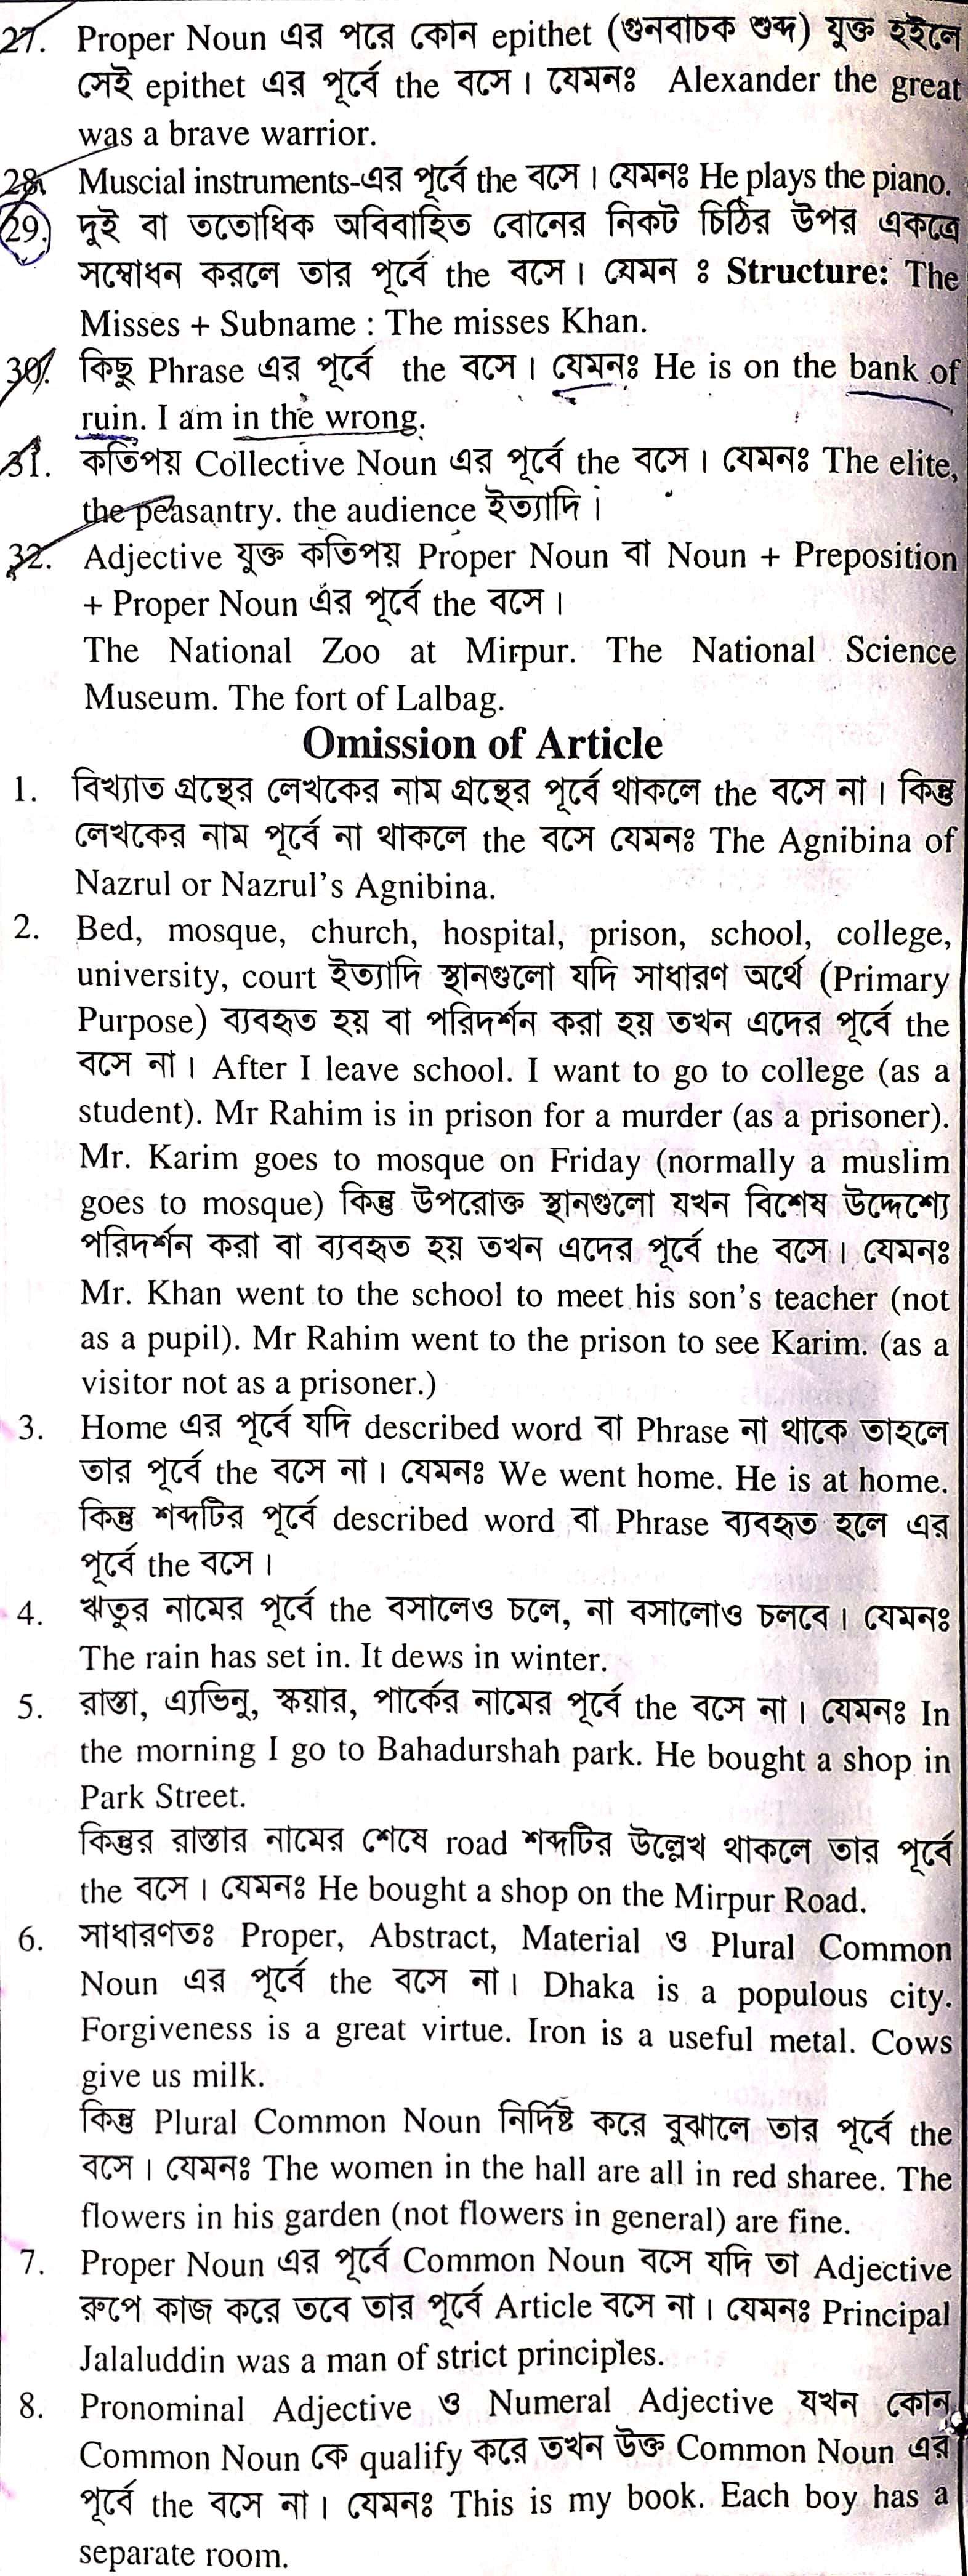 27. Proper Noun এর পরে কোন epithet (গুনবাচক শুব্দ) যুক্ত হইলে
সেই epithet এর পূর্বে the বসে। যেমনঃ Alexander the great
was a brave warrior.
28. Muscial instruments-এর পূর্বে the বসে। যেমনঃ He plays the piano.
29. দুই বা ততোধিক অবিবাহিত বোনের নিকট চিঠির উপর একত্রে
সম্বোধন করলে তার পূর্বে the বসে। যেমন ঃ Structure: The
Misses + Subname : The misses Khan.
30. কিছু Phrase এর পূর্বে the বসে। যেমনঃ He is on the bank of
ruin. I am in the wrong.
31. কতিপয় Collective Noun এর পূর্বে the বসে। যেমনঃ The elite,
the peasantry. the audience ইত্যাদি।
32. Adjective যুক্ত কতিপয় Proper Noun বা Noun + Preposition
+ Proper Noun এঁর পূর্বে the বসে।
The National Zoo at Mirpur. The National Science
Museum. The fort of Lalbag.
Omission of Article
1. বিখ্যাত গ্রন্থের লেখকের নাম গ্রন্থের পূর্বে থাকলে the বসে না। কিন্তু
লেখকের নাম পূর্বে না থাকলে the বসে যেমনঃ The Agnibina of
Nazrul or Nazrul's Agnibina.
2. Bed, mosque, church, hospital, prison, school, college,
university, court ইত্যাদি স্থানগুলো যদি সাধারণ অর্থে (Primary
Purpose) ব্যবহৃত হয় বা পরিদর্শন করা হয় তখন এদের পূর্বে the
বসে না। After I leave school. I want to go to college (as a
student). Mr Rahim is in prison for a murder (as a prisoner).
Mr. Karim goes to mosque on Friday (normally a muslim
goes to mosque) কিন্তু উপরোক্ত স্থানগুলো যখন বিশেষ উদ্দেশ্যে
পরিদর্শন করা বা ব্যবহৃত হয় তখন এদের পূর্বে the বসে। যেমনঃ
Mr. Khan went to the school to meet his son's teacher (not
as a pupil). Mr Rahim went to the prison to see Karim. (as a
visitor not as a prisoner.)
3. Home এর পূর্বে যদি described word বা Phrase না থাকে তাহলে
তার পূর্বে the বসে না। যেমনঃ We went home. He is at home.
কিন্তু শব্দটির পূর্বে described word বা Phrase ব্যবহৃত হলে এর
পূর্বে the বসে।
4. ঋতুর নামের পূর্বে the বসালেও চলে, না বসালোও চলবে। যেমনঃ
The rain has set in. It dews in winter.
5. রাস্তা, এ্যভিনু, স্কয়ার, পার্কের নামের পূর্বে the বসে না। যেমনঃ In
the morning I go to Bahadurshah park. He bought a shop in
Park Street.
কিন্তুর রাস্তার নামের শেষে road শব্দটির উল্লেখ থাকলে তার পূর্বে
the বসে। যেমনঃ He bought a shop on the Mirpur Road.
6. সাধারণতঃ Proper, Abstract, Material ও Plural Common
Noun এর পূর্বে the বসে না। Dhaka is a populous city.
Forgiveness is a great virtue. Iron is a useful metal. Cows
give us milk.
কিন্তু Plural Common Noun নির্দিষ্ট করে বুঝালে তার পূর্বে the
বসে। যেমনঃ The women in the hall are all in red sharee. The
flowers in his garden (not flowers in general) are fine.
7. Proper Noun এর পূর্বে Common Noun বসে যদি তা Adjective
রুপে কাজ করে তবে তার পূর্বে Article বসে না। যেমনঃ Principal
Jalaluddin was a man of strict principles.
8. Pronominal Adjective ও Numeral Adjective যখন কোন
Common Noun কে qualify করে তখন উক্ত Common Noun এর
পূর্বে the বসে না। যেমনঃ This is my book. Each boy has a
separate room.